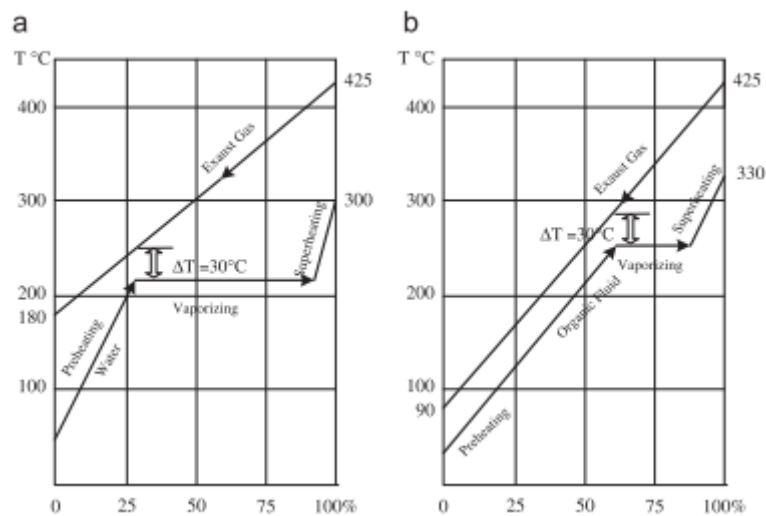 a
T °C
400
300
200
180
100
425
300
Exaust Gas
ΔT =30°C
Superheating
Vaporizing
Preheating
Water
0 25 50 75 100%
b
T °C
400
300
200
100
90
425
330
Exaust Gas
ΔT =30°C
Superheating
Vaporizing
Organic Fluid
Preheating
0 25 50 75 100%